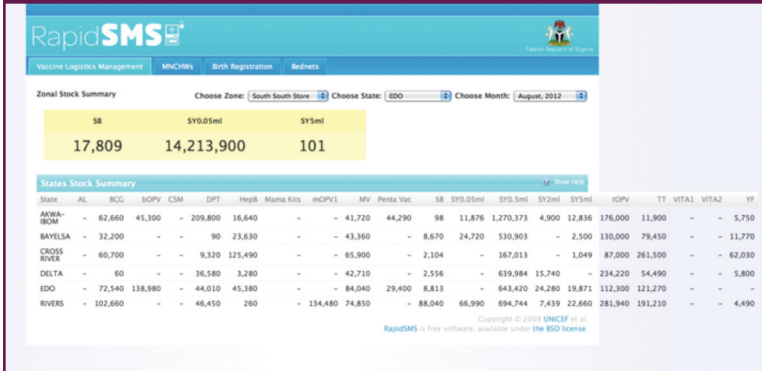 RapidSMS
Federal Republic of Nigeria
Vaccine Logistics Management MNCHWs Birth Registration Bednets
Zonal Stock Summary Choose Zone: South South Store Choose State: EDO Choose Month: August, 2012
SB SY0.05ml SY5ml
17,809 14,213,900 101
States Stock Summary Show Help
State AL BCG bOPV CSM DPT HepB Mama Kits mOPV1 MV Penta Vac SB SY0.05ml SY0.5ml SY2ml SY5ml tOPV TT VITA1 VITA2 YF
AKWA-IBOM - 62,660 45,300 - 209,800 16,640 - - 41,720 44,290 98 11,876 1,270,373 4,900 12,836 176,000 11,900 - - 5,750
BAYELSA - 32,200 - - 90 23,630 - - 43,360 - 8,670 24,720 530,903 - 2,500 130,000 79,450 - - 11,770
CROSS RIVER - 60,700 - - 9,320 125,490 - - 65,900 - 2,104 - 167,013 - 1,049 87,000 261,500 - - 62,030
DELTA - 60 - - 36,580 3,280 - - 42,710 - 2,556 - 639,984 15,740 - 234,220 54,490 - - 5,800
EDO - 72,540 138,980 - 44,010 45,380 - - 84,040 29,400 8,813 - 643,420 24,280 19,871 112,300 121,270 - - -
RIVERS - 102,660 - - 46,450 260 - 134,480 74,850 - 88,040 66,990 694,744 7,439 22,660 281,940 191,210 - - 4,490
Copyright © 2009 UNICEF et al.
RapidSMS is free software, available under the BSD license.